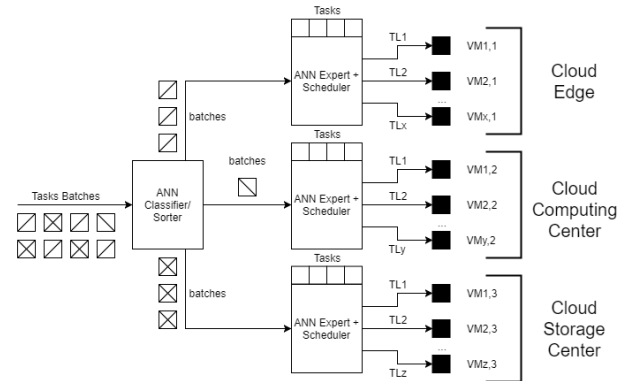 Tasks
TL1
VM1,1
ANN Expert +
Scheduler
TL2
VM2,1
Cloud
Edge
...
TLx
VMx,1
batches
Tasks
batches
TL1
VM1,2
Tasks Batches
ANN
Classifier/
Sorter
ANN Expert +
Scheduler
TL2
VM2,2
Cloud
Computing
Center
...
TLy
VMy,2
Tasks
batches
TL1
VM1,3
ANN Expert +
Scheduler
TL2
VM2,3
Cloud
Storage
Center
...
TLz
VMz,3